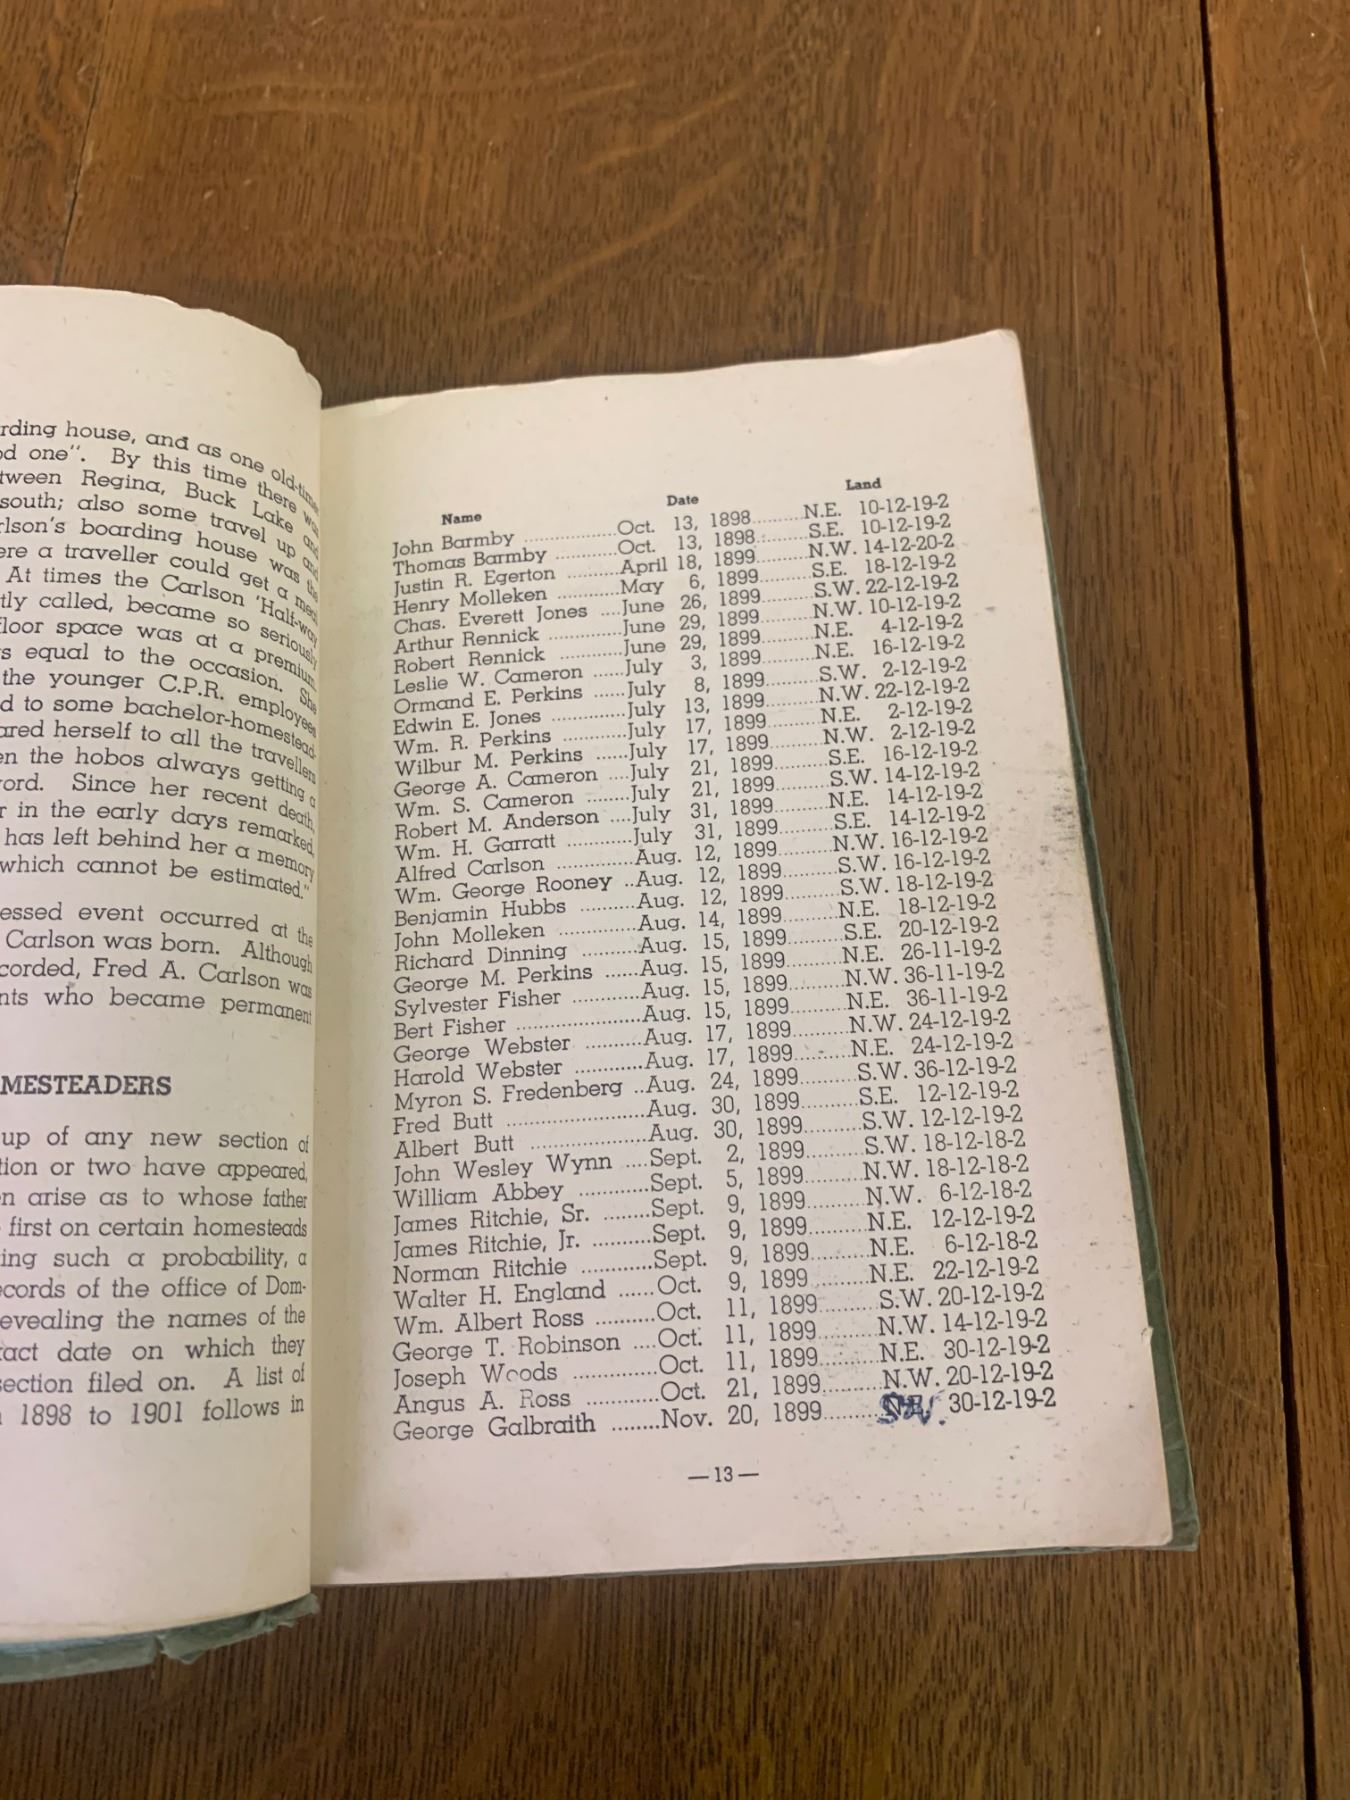 rding house, and as one old-time
od one". By this time there was
tween Regina, Buck Lake and
south; also some travel up and
rlson's boarding house was the
ere a traveller could get a meal
At times the Carlson 'Half-way
tly called, became so seriously
floor space was at a premium,
s equal to the occasion. She
the younger C.P.R. employees
d to some bachelor-homestead-
ared herself to all the travellers
en the hobos always getting a
ord. Since her recent death,
r in the early days remarked,
has left behind her a memory
which cannot be estimated."
essed event occurred at the
Carlson was born. Although
corded, Fred A. Carlson was
nts who became permanent
MESTEADERS
up of any new section of
tion or two have appeared,
n arise as to whose father
first on certain homesteads
ing such a probability, a
ecords of the office of Dom-
evealing the names of the
act date on which they
section filed on. A list of
1898 to 1901 follows in
Name Date Land
John Barmby ..................Oct. 13, 1898..........N.E. 10-12-19-2
Thomas Barmby ............Oct. 13, 1898..........S.E. 10-12-19-2
Justin R. Egerton ..........April 18, 1899..........N.W. 14-12-20-2
Henry Molleken ............May 6, 1899..........S.E. 18-12-19-2
Chas. Everett Jones ....June 26, 1899..........S.W. 22-12-19-2
Arthur Rennick ..............June 29, 1899..........N.W. 10-12-19-2
Robert Rennick .............June 29, 1899..........N.E. 4-12-19-2
Leslie W. Cameron ......July 3, 1899..........N.E. 16-12-19-2
Ormand E. Perkins ......July 8, 1899..........S.W. 2-12-19-2
Edwin E. Jones ..............July 13, 1899..........N.W. 22-12-19-2
Wm. R. Perkins .............July 17, 1899..........N.E. 2-12-19-2
Wilbur M. Perkins ......July 17, 1899..........N.W. 2-12-19-2
George A. Cameron ....July 21, 1899..........S.E. 16-12-19-2
Wm. S. Cameron ........July 21, 1899..........S.W. 14-12-19-2
Robert M. Anderson ....July 31, 1899..........N.E. 14-12-19-2
Wm. H. Garratt ............July 31, 1899..........S.E. 14-12-19-2
Alfred Carlson ..............Aug. 12, 1899..........N.W. 16-12-19-2
Wm. George Rooney ..Aug. 12, 1899..........S.W. 16-12-19-2
Benjamin Hubbs ..........Aug. 12, 1899..........S.W. 18-12-19-2
John Molleken ..............Aug. 14, 1899..........N.E. 18-12-19-2
Richard Dinning ...........Aug. 15, 1899..........S.E. 20-12-19-2
George M. Perkins ......Aug. 15, 1899..........N.E. 26-11-19-2
Sylvester Fisher ............Aug. 15, 1899..........N.W. 36-11-19-2
Bert Fisher ......................Aug. 15, 1899..........N.E. 36-11-19-2
George Webster ..........Aug. 17, 1899..........N.W. 24-12-19-2
Harold Webster ............Aug. 17, 1899..........N.E. 24-12-19-2
Myron S. Fredenberg ..Aug. 24, 1899..........S.W. 36-12-19-2
Fred Butt ........................Aug. 30, 1899..........S.E. 12-12-19-2
Albert Butt .....................Aug. 30, 1899..........S.W. 12-12-19-2
John Wesley Wynn ....Sept. 2, 1899..........S.W. 18-12-18-2
William Abbey ............Sept. 5, 1899..........N.W. 18-12-18-2
James Ritchie, Sr. ........Sept. 9, 1899..........N.W. 6-12-18-2
James Ritchie, Jr. ..........Sept. 9, 1899..........N.E. 12-12-19-2
Norman Ritchie ............Sept. 9, 1899..........N.E. 6-12-18-2
Walter H. England ......Oct. 9, 1899..........N.E. 22-12-19-2
Wm. Albert Ross ..........Oct. 11, 1899..........S.W. 20-12-19-2
George T. Robinson ....Oct. 11, 1899..........N.W. 14-12-19-2
Joseph Woods ..............Oct. 11, 1899..........N.E. 30-12-19-2
Angus A. Ross ............Oct. 21, 1899..........N.W. 20-12-19-2
George Galbraith ........Nov. 20, 1899..........S.W. 30-12-19-2
— 13 —